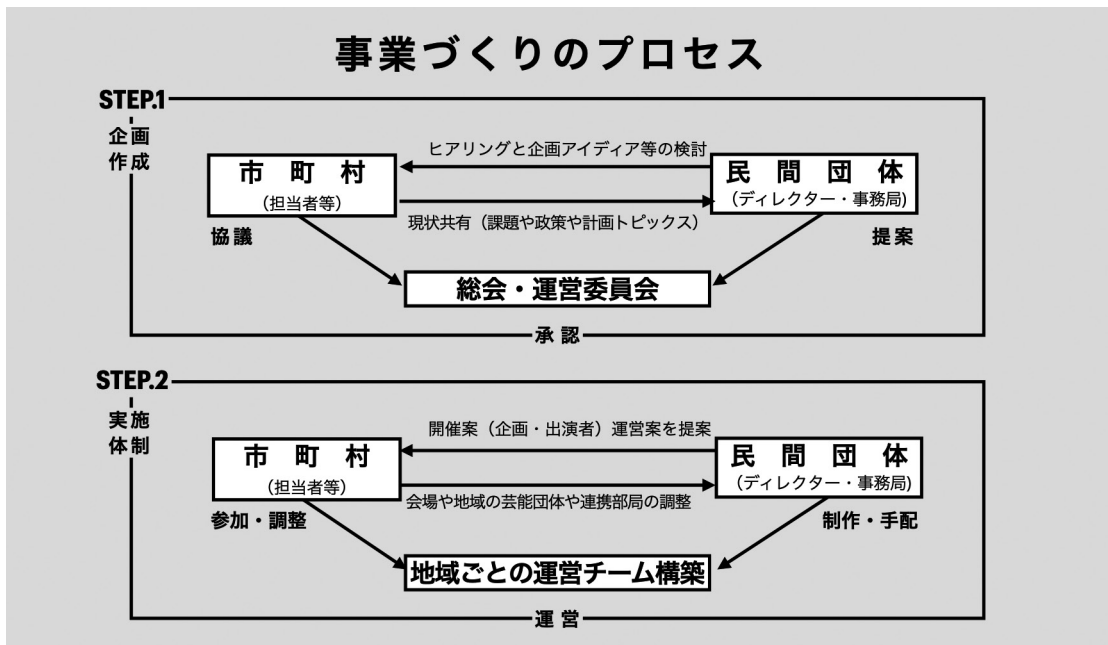 事業づくりのプロセス
STEP.1
企画
作成
ヒアリングと企画アイディア等の検討
市町村
(担当者等)
民間団体
(ディレクター・事務局)
現状共有（課題や政策や計画トピックス）
協議
提案
総会・運営委員会
承認
STEP.2
実施
体制
開催案（企画・出演者）運営案を提案
市町村
(担当者等)
民間団体
(ディレクター・事務局)
会場や地域の芸能団体や連携部局の調整
参加・調整
制作・手配
地域ごとの運営チーム構築
運営